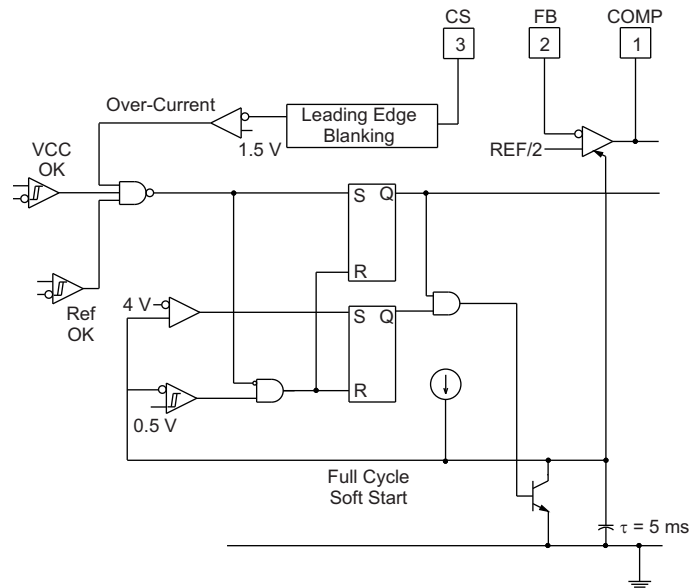 CS
FB
COMP
3
2
1
Over-Current
Leading Edge
Blanking
1.5 V
REF/2
VCC
OK
S
Q
R
Ref
OK
4 V
S
Q
R
0.5 V
Full Cycle
Soft Start
τ = 5 ms